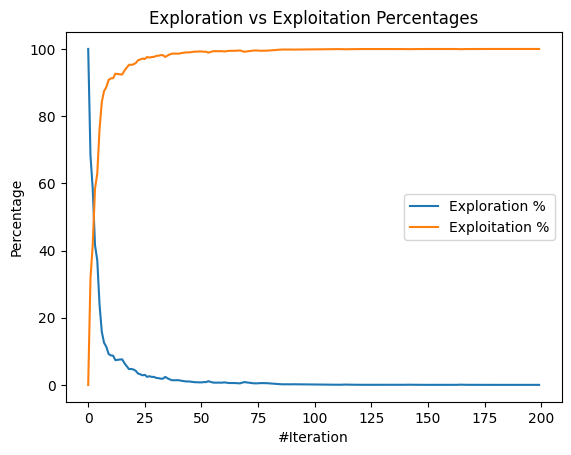 Exploration vs Exploitation Percentages
100
80
60
40
20
0
Percentage
Exploration %
Exploitation %
0 25 50 75 100 125 150 175 200
#Iteration